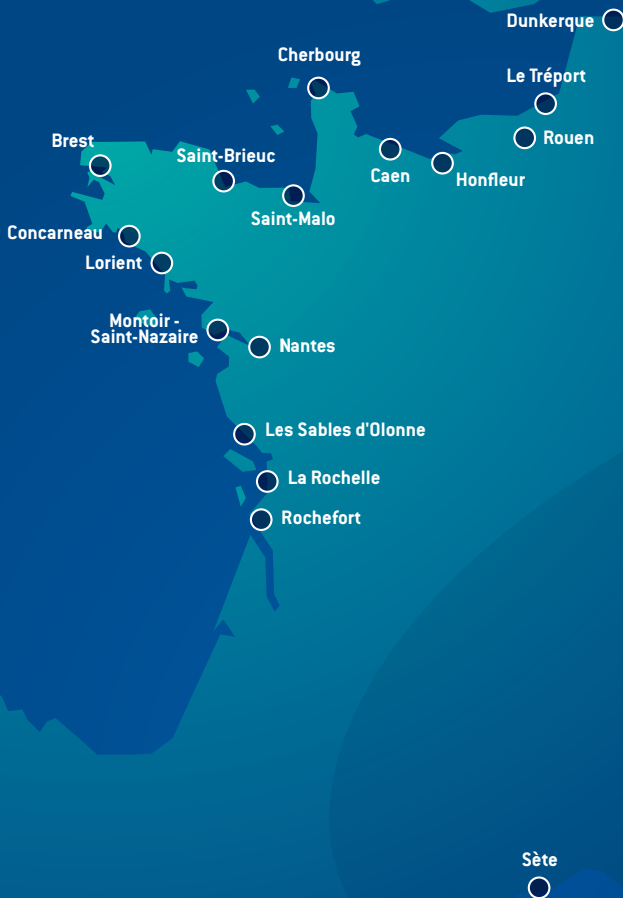 Dunkerque
Cherbourg
Le Tréport
Brest
Rouen
Saint-Brieuc
Caen
Honfleur
Saint-Malo
Concarneau
Lorient
Montoir -
Saint-Nazaire
Nantes
Les Sables d'Olonne
La Rochelle
Rochefort
Sète